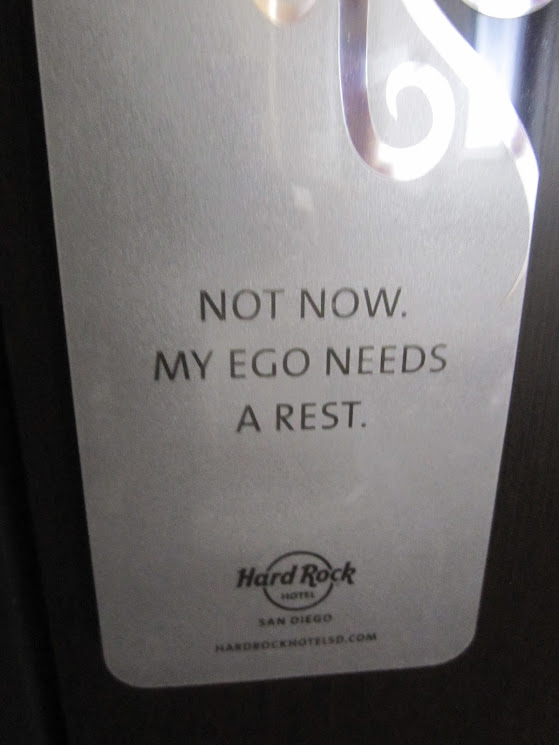 NOT NOW.
MY EGO NEEDS
A REST.
Hard Rock
HOTEL
SAN DIEGO
HARDROCKHOTELSD.COM